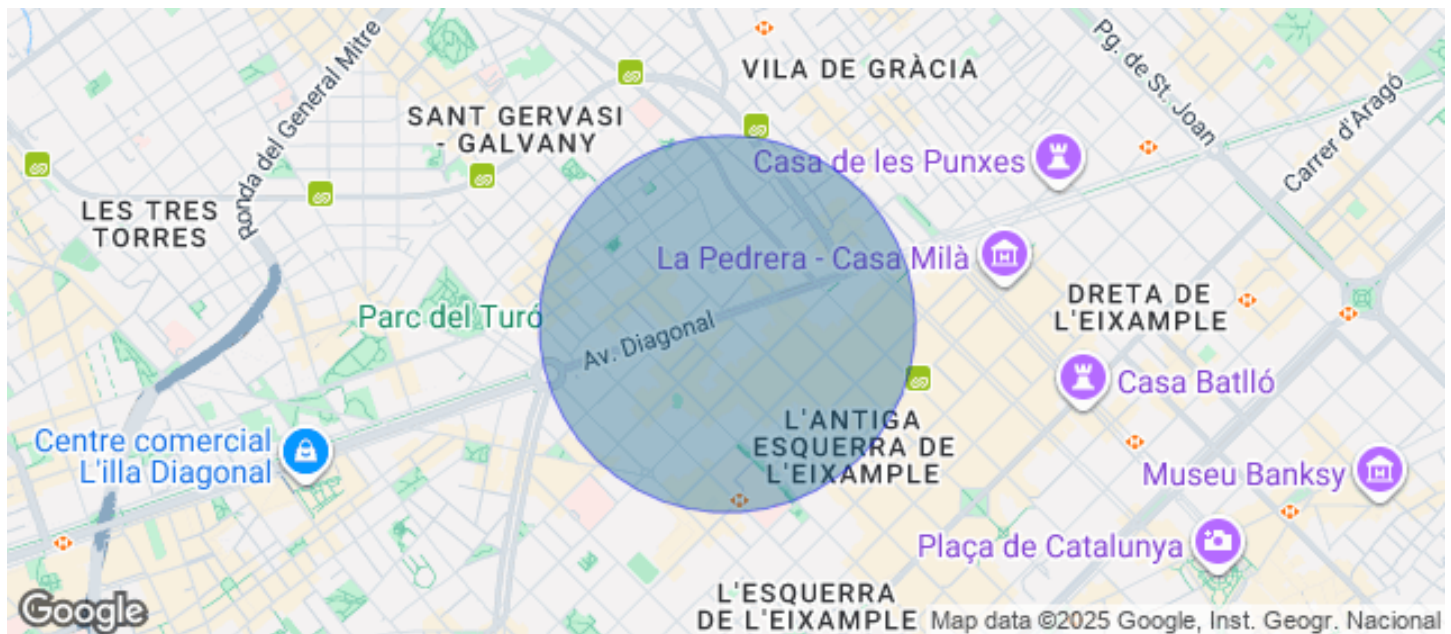 Ronda del General Mitre
VILA DE GRÀCIA
Pg. de St. Joan
Carrer d'Aragó
SANT GERVASI
- GALVANY
Casa de les Punxes
LES TRES
TORRES
La Pedrera - Casa Milà
DRETA DE
L'EIXAMPLE
Parc del Turó
Av. Diagonal
Casa Batlló
L'ANTIGA
ESQUERRA DE
L'EIXAMPLE
Centre comercial
L'illa Diagonal
Museu Banksy
Plaça de Catalunya
L'ESQUERRA
DE L'EIXAMPLE
Google
Map data ©2025 Google, Inst. Geogr. Nacional